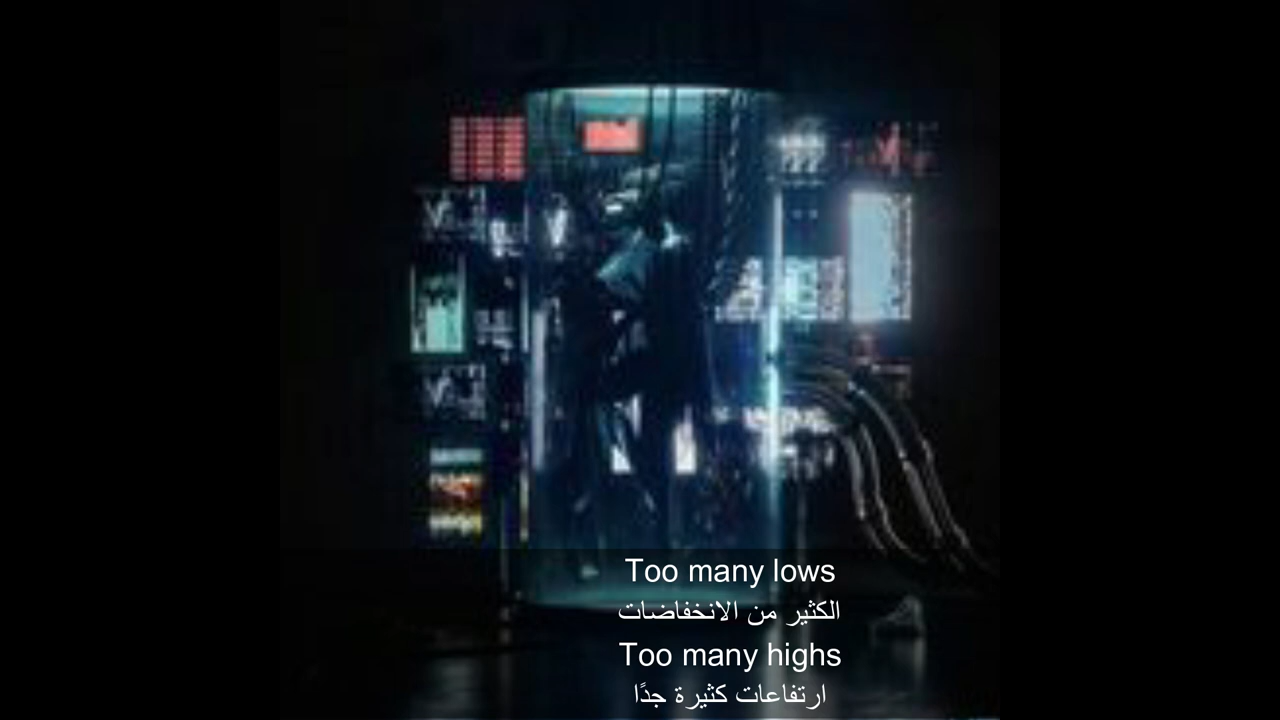 Too many lows
الكثير من الانخفاضات
Too many highs
ارتفاعات كثيرة جدًا